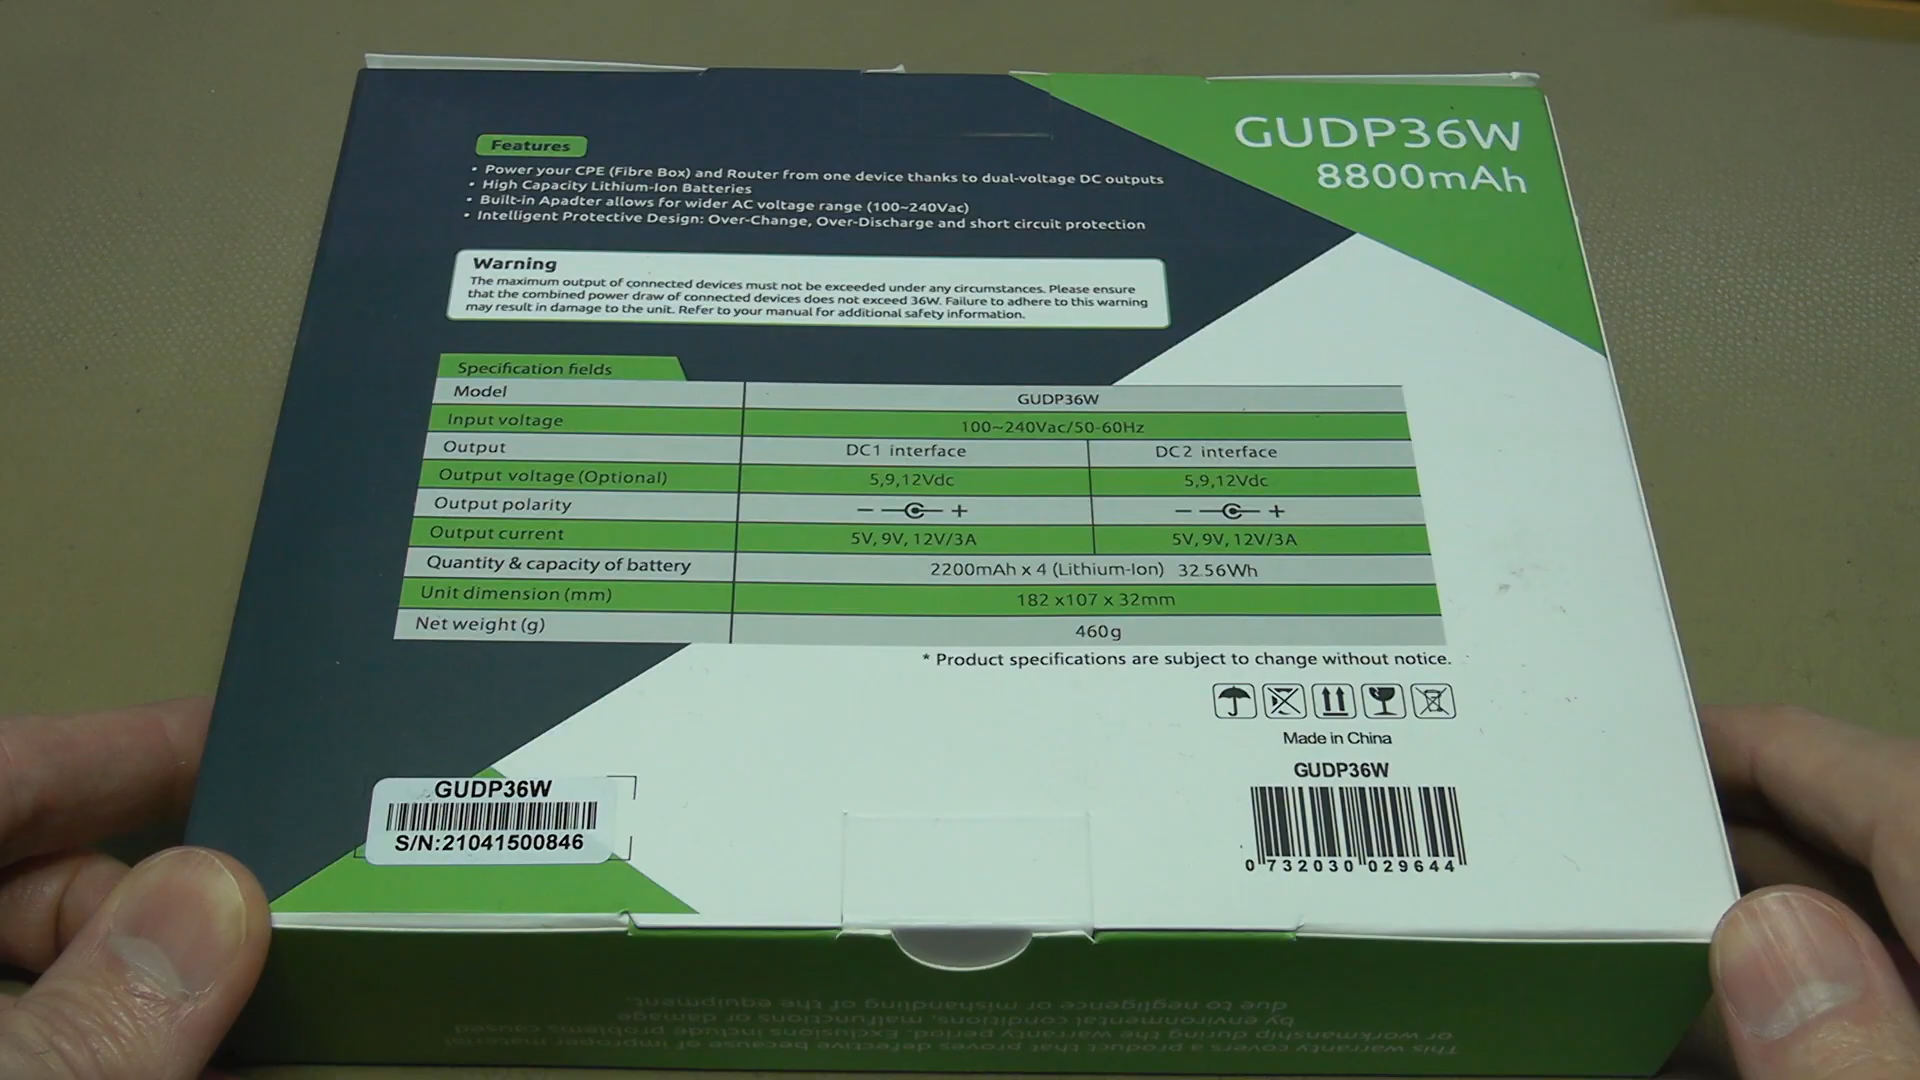 GUDP36W
8800mAh
Features
• Power your CPE (Fibre Box) and Router from one device thanks to dual-voltage DC outputs
• High Capacity Lithium-Ion Batteries
• Built-in Apadter allows for wider AC voltage range (100~240Vac)
• Intelligent Protective Design: Over-Change, Over-Discharge and short circuit protection
Warning
The maximum output of connected devices must not be exceeded under any circumstances. Please ensure
that the combined power draw of connected devices does not exceed 36W. Failure to adhere to this warning
may result in damage to the unit. Refer to your manual for additional safety information.
Specification fields
Model GUDP36W
Input voltage 100~240Vac/50-60Hz
Output DC1 interface DC2 interface
Output voltage (Optional) 5,9,12Vdc 5,9,12Vdc
Output polarity − + − +
Output current 5V, 9V, 12V/3A 5V, 9V, 12V/3A
Quantity & capacity of battery 2200mAh x 4 (Lithium-Ion) 32.56Wh
Unit dimension (mm) 182 x107 x 32mm
Net weight (g) 460g
* Product specifications are subject to change without notice.
Made in China
GUDP36W
0 732030 029644
GUDP36W
S/N:21041500846
This warranty covers a product that proves defective because of improper material
or workmanship during the warranty period. Exclusions include problems caused
by environmental conditions, malfunctions or damage
due to negligence or mishandling of the equipment.